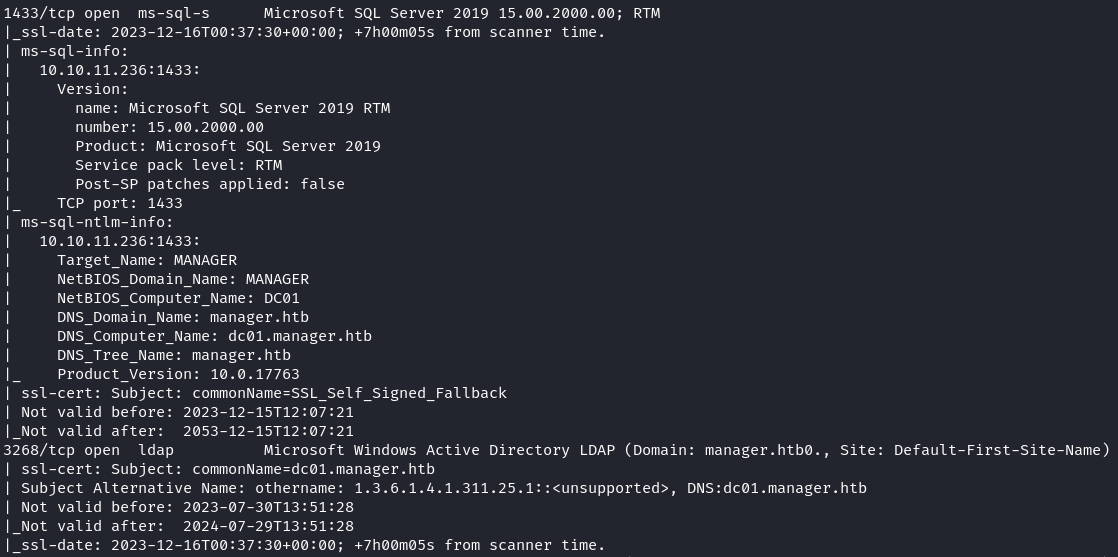 1433/tcp open  ms-sql-s      Microsoft SQL Server 2019 15.00.2000.00; RTM
|_ssl-date: 2023-12-16T00:37:30+00:00; +7h00m05s from scanner time.
| ms-sql-info:
|   10.10.11.236:1433:
|     Version:
|       name: Microsoft SQL Server 2019 RTM
|       number: 15.00.2000.00
|       Product: Microsoft SQL Server 2019
|       Service pack level: RTM
|       Post-SP patches applied: false
|_    TCP port: 1433
| ms-sql-ntlm-info:
|   10.10.11.236:1433:
|     Target_Name: MANAGER
|     NetBIOS_Domain_Name: MANAGER
|     NetBIOS_Computer_Name: DC01
|     DNS_Domain_Name: manager.htb
|     DNS_Computer_Name: dc01.manager.htb
|     DNS_Tree_Name: manager.htb
|_    Product_Version: 10.0.17763
| ssl-cert: Subject: commonName=SSL_Self_Signed_Fallback
| Not valid before: 2023-12-15T12:07:21
|_Not valid after:  2053-12-15T12:07:21
3268/tcp open  ldap          Microsoft Windows Active Directory LDAP (Domain: manager.htb0., Site: Default-First-Site-Name)
| ssl-cert: Subject: commonName=dc01.manager.htb
| Subject Alternative Name: othername: 1.3.6.1.4.1.311.25.1::<unsupported>, DNS:dc01.manager.htb
| Not valid before: 2023-07-30T13:51:28
|_Not valid after:  2024-07-29T13:51:28
|_ssl-date: 2023-12-16T00:37:30+00:00; +7h00m05s from scanner time.